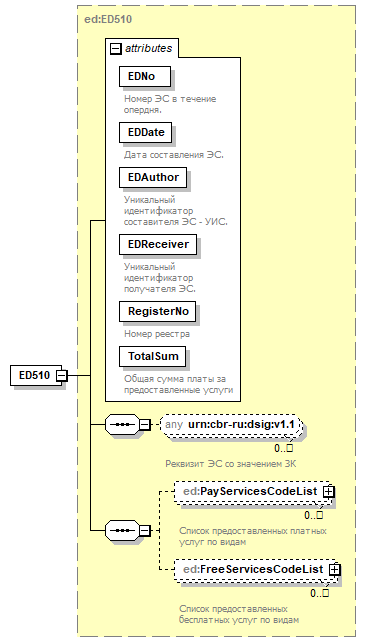 ed:ED510
attributes
EDNo
Номер ЭС в течение
опердня.
EDDate
Дата составления ЭС.
EDAuthor
Уникальный
идентификатор
составителя ЭС - УИС.
EDReceiver
Уникальный
идентификатор
получателя ЭС.
RegisterNo
Номер реестра
TotalSum
Общая сумма платы за
предоставленные услуги
ED510
any urn:cbr-ru:dsig:v1.1
0..□
Реквизит ЭС со значением ЗК
ed:PayServicesCodeList
0..□
Список предоставленных платных
услуг по видам
ed:FreeServicesCodeList
0..□
Список предоставленных
бесплатных услуг по видам